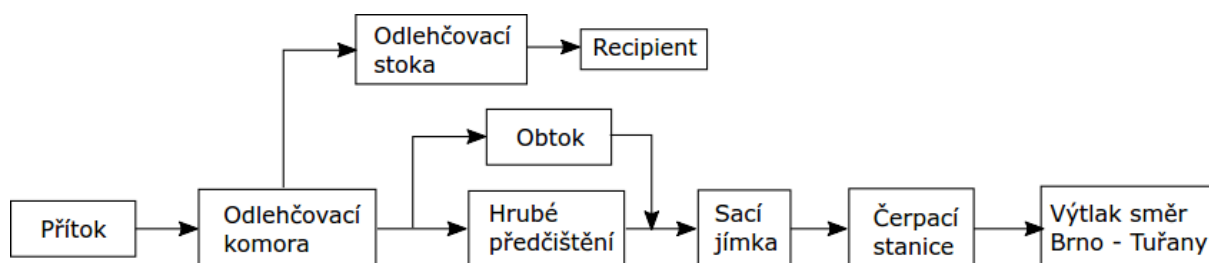 Odlehčovací
stoka
Recipient
Obtok
Přítok
Odlehčovací
komora
Hrubé
předčištění
Sací
jímka
Čerpací
stanice
Výtlak směr
Brno - Tuřany